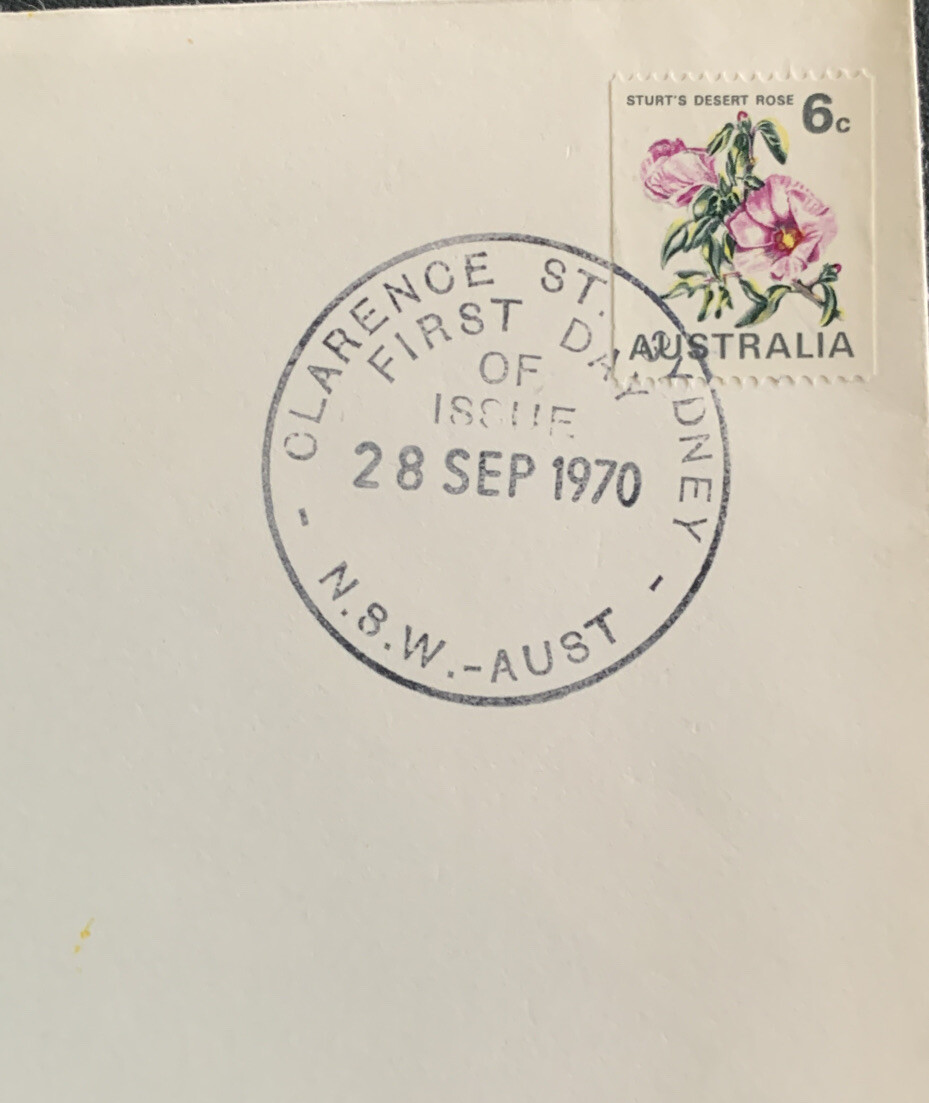 STURT'S DESERT ROSE 6c
AUSTRALIA
CLARENCE ST. SYDNEY
FIRST DAY
OF
ISSUE
28 SEP 1970
- N.S.W.-AUST -